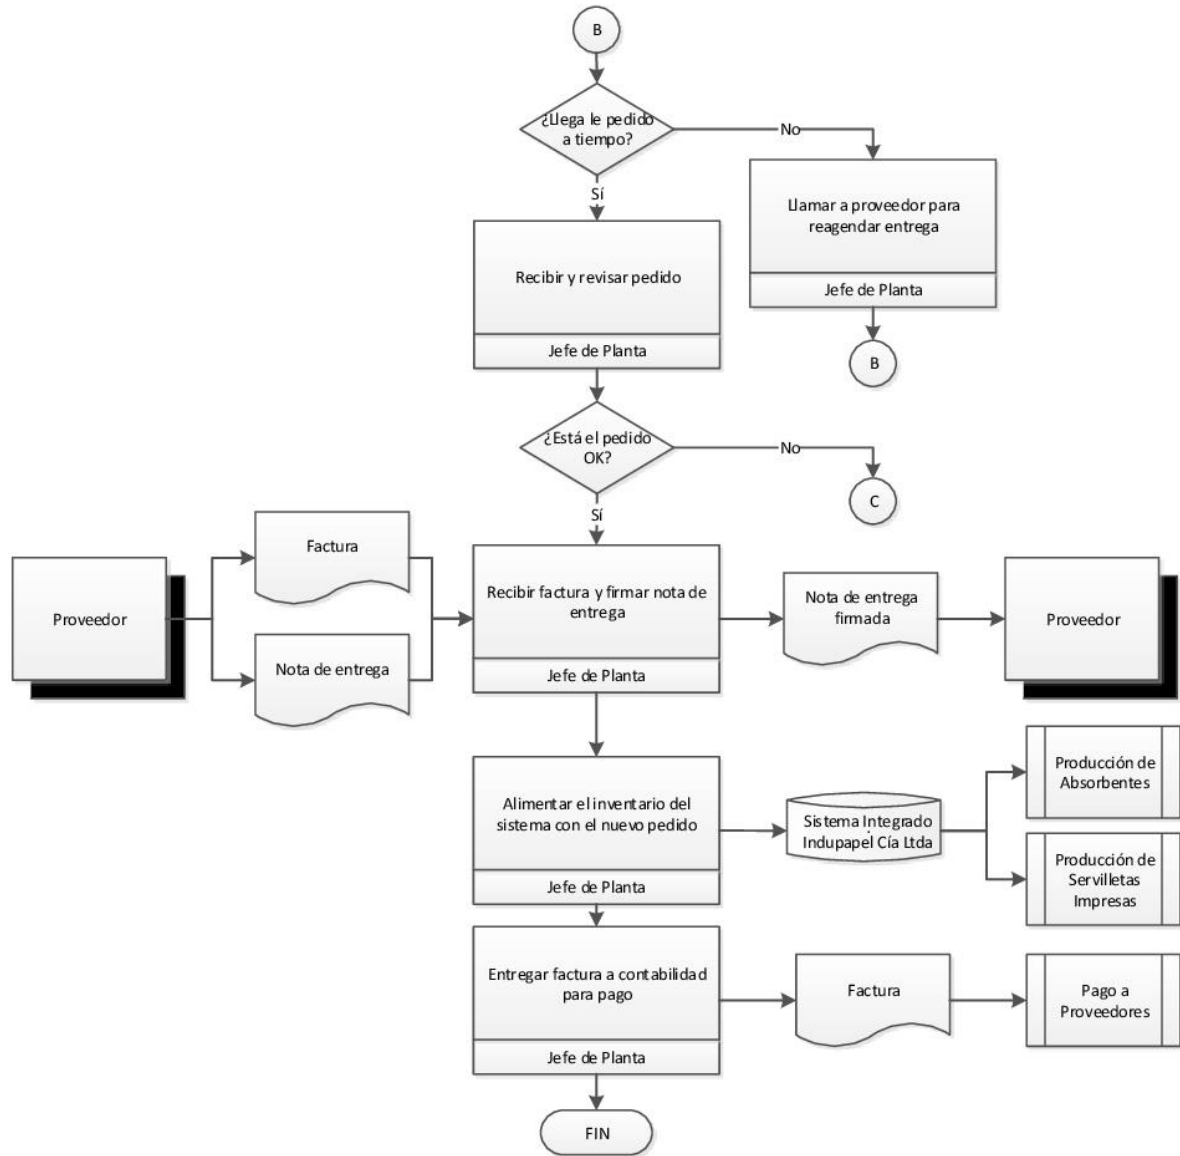 B
¿Llega le pedido
a tiempo?
No
Sí
Llamar a proveedor para
reagendar entrega
Jefe de Planta
B
Recibir y revisar pedido
Jefe de Planta
¿Está el pedido
OK?
No
C
Sí
Proveedor
Factura
Nota de entrega
Recibir factura y firmar nota de
entrega
Jefe de Planta
Nota de entrega
firmada
Proveedor
Alimentar el inventario del
sistema con el nuevo pedido
Jefe de Planta
Sistema Integrado
Indupapel Cía Ltda
Producción de
Absorbentes
Producción de
Servilletas
Impresas
Entregar factura a contabilidad
para pago
Jefe de Planta
Factura
Pago a
Proveedores
FIN